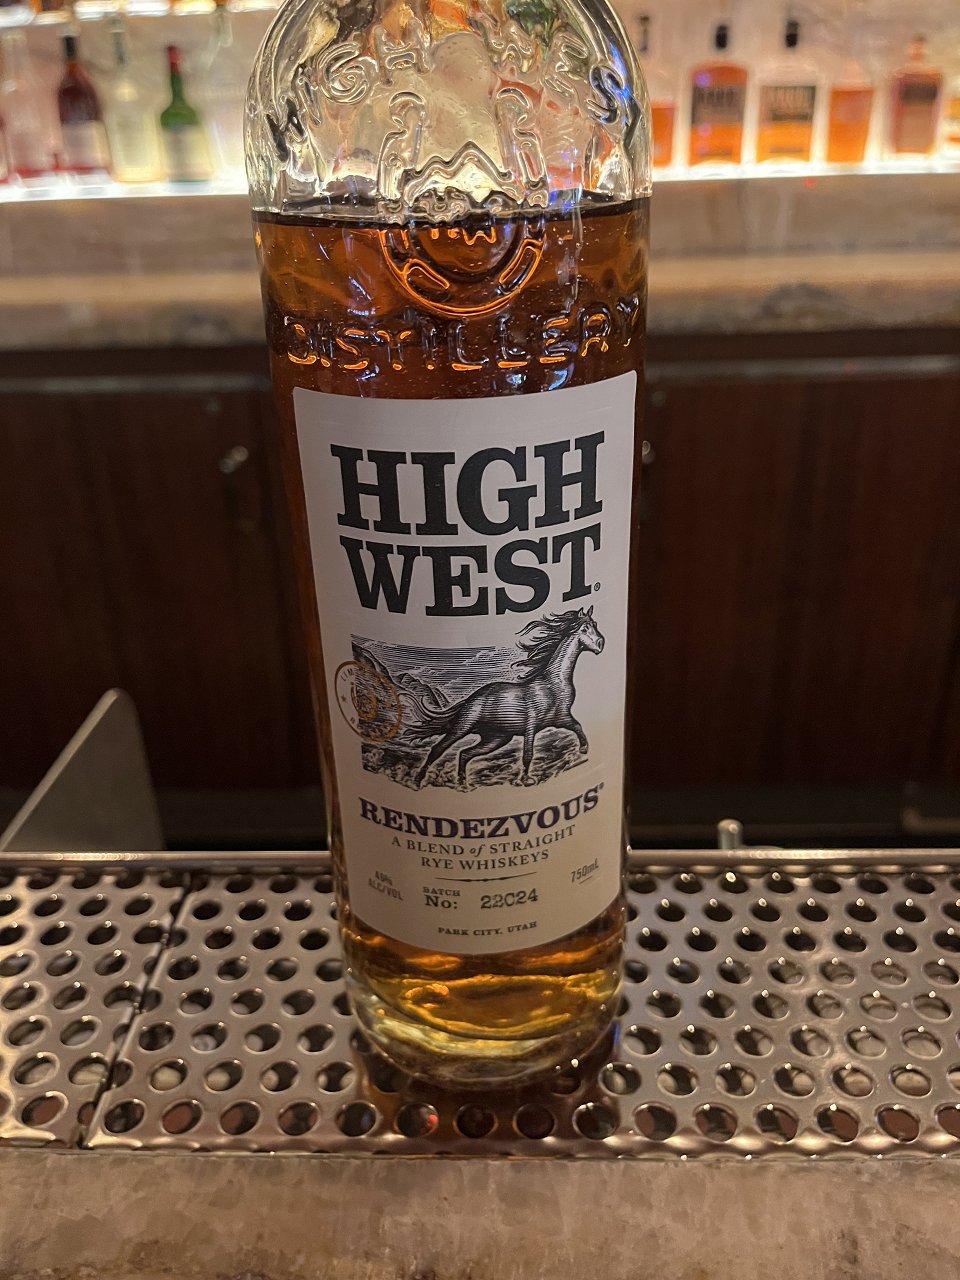 HIGH WEST
DISTILLERY
HIGH
WEST®
RENDEZVOUS®
A BLEND of STRAIGHT
RYE WHISKEYS
46%
ALC/VOL
BATCH
No: 22C24
750mL
PARK CITY, UTAH